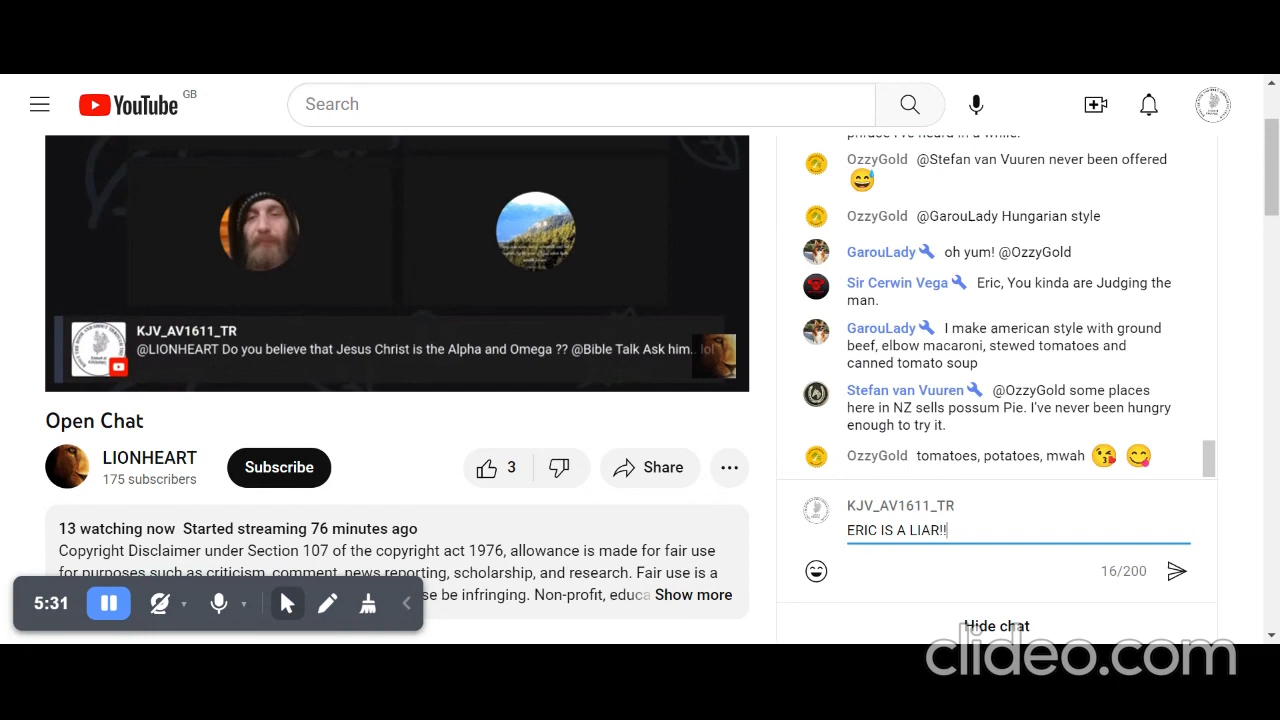 YouTube GB
Search
phrase I've heard in a while.
OzzyGold @Stefan van Vuuren never been offered
OzzyGold @GarouLady Hungarian style
GarouLady oh yum! @OzzyGold
Sir Cerwin Vega Eric, You kinda are Judging the
man.
GarouLady I make american style with ground
beef, elbow macaroni, stewed tomatoes and
canned tomato soup
Stefan van Vuuren @OzzyGold some places
here in NZ sells possum Pie. I've never been hungry
enough to try it.
OzzyGold tomatoes, potatoes, mwah
KJV_AV1611_TR
ERIC IS A LIAR!!
16/200
Hide chat
KJV_AV1611_TR
@LIONHEART Do you believe that Jesus Christ is the Alpha and Omega ?? @Bible Talk Ask him.. lol
Open Chat
LIONHEART
175 subscribers
Subscribe
3
Share
13 watching now Started streaming 76 minutes ago
Copyright Disclaimer under Section 107 of the copyright act 1976, allowance is made for fair use
for purposes such as criticism, comment, news reporting, scholarship, and research. Fair use is a
se be infringing. Non-profit, educa Show more
5:31
clideo.com